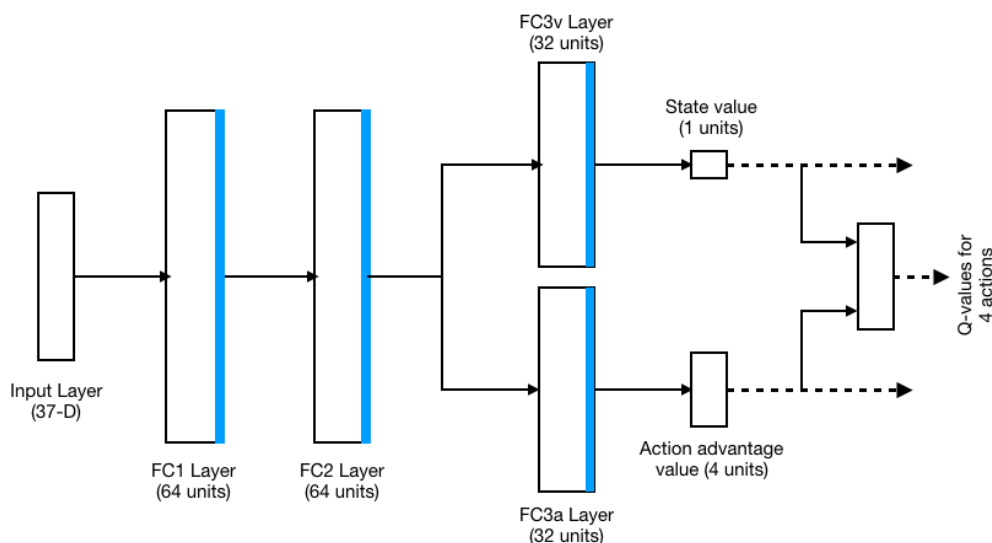 FC3v Layer
(32 units)
State value
(1 units)
Input Layer
(37-D)
FC1 Layer
(64 units)
FC2 Layer
(64 units)
FC3a Layer
(32 units)
Action advantage
value (4 units)
Q-values for
4 actions